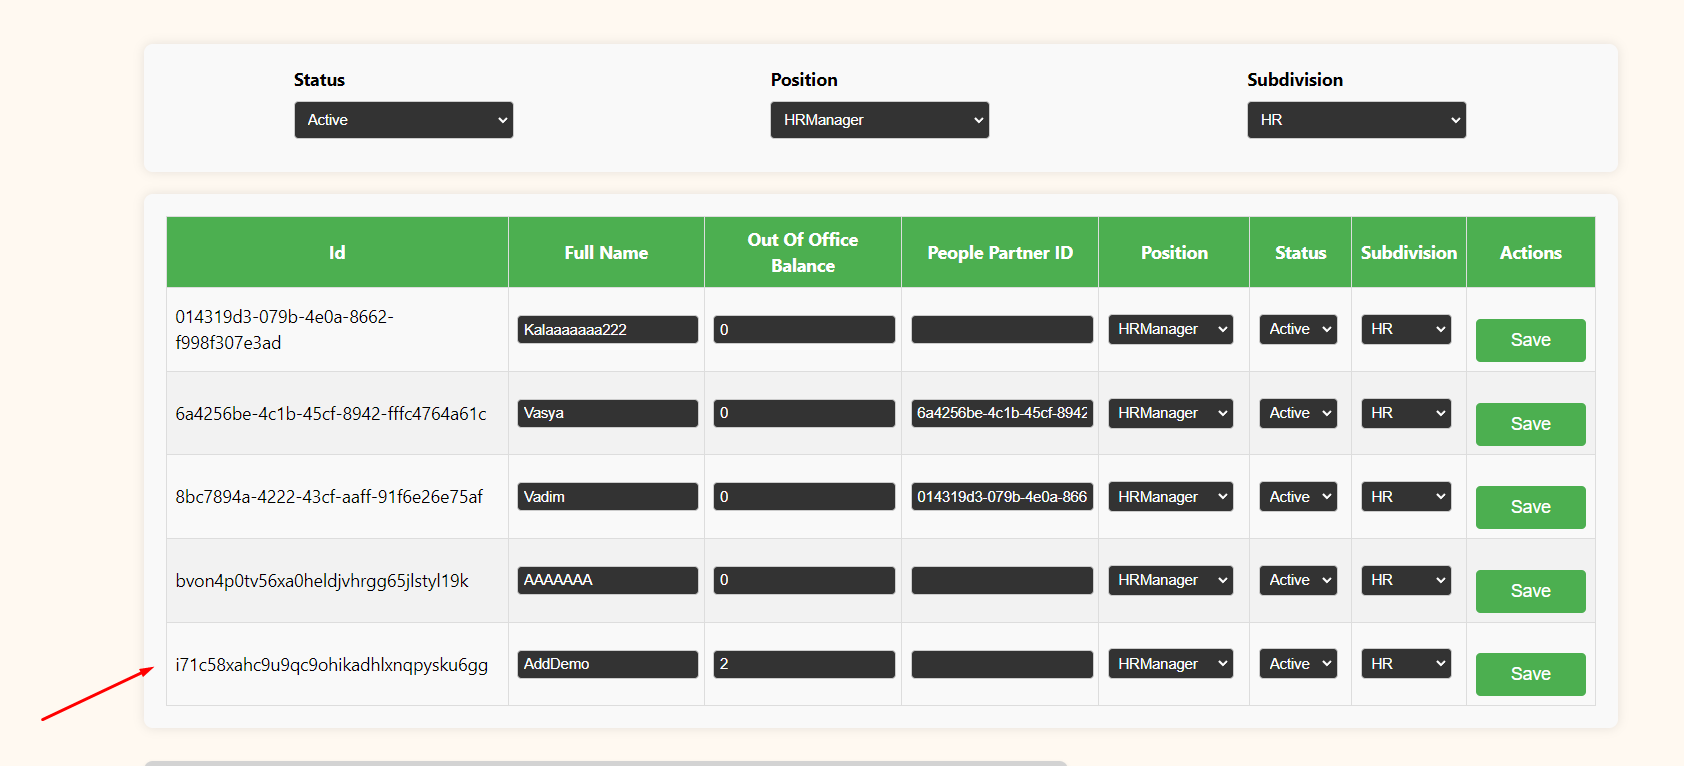 Status Position Subdivision
Active HRManager HR
Id Full Name Out Of Office Balance People Partner ID Position Status Subdivision Actions
014319d3-079b-4e0a-8662-f998f307e3ad Kalaaaaaaa222 0 HRManager Active HR Save
6a4256be-4c1b-45cf-8942-fffc4764a61c Vasya 0 6a4256be-4c1b-45cf-8942 HRManager Active HR Save
8bc7894a-4222-43cf-aaff-91f6e26e75af Vadim 0 014319d3-079b-4e0a-866 HRManager Active HR Save
bvon4p0tv56xa0heldjvhrgg65jlstyl19k AAAAAAA 0 HRManager Active HR Save
i71c58xahc9u9qc9ohikadhlxnqpysku6gg AddDemo 2 HRManager Active HR Save